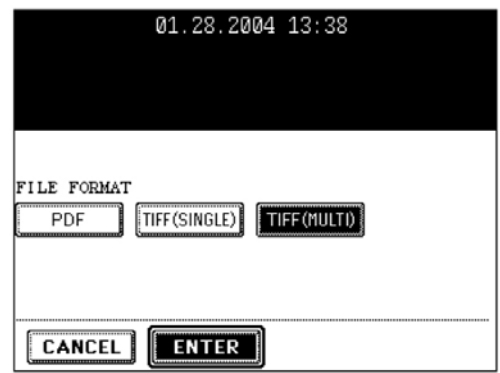 01.28.2004 13:38
FILE FORMAT
PDF TIFF(SINGLE) TIFF(MULTI)
CANCEL ENTER